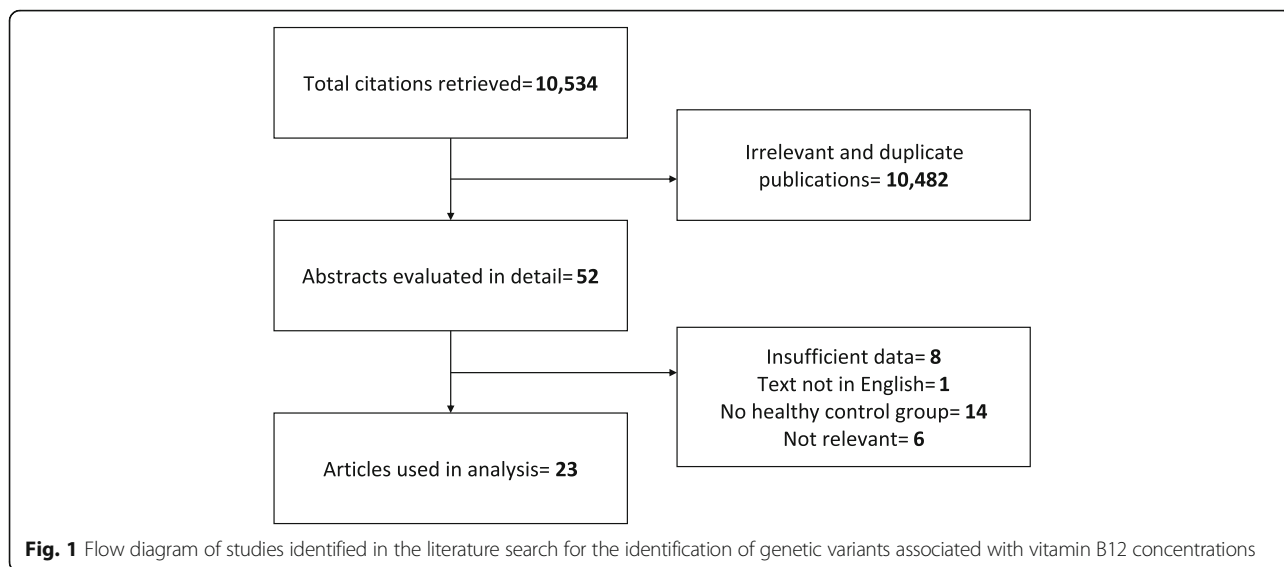 Total citations retrieved= 10,534
Irrelevant and duplicate
publications= 10,482
Abstracts evaluated in detail= 52
Insufficient data= 8
Text not in English= 1
No healthy control group= 14
Not relevant= 6
Articles used in analysis= 23
Fig. 1 Flow diagram of studies identified in the literature search for the identification of genetic variants associated with vitamin B12 concentrations